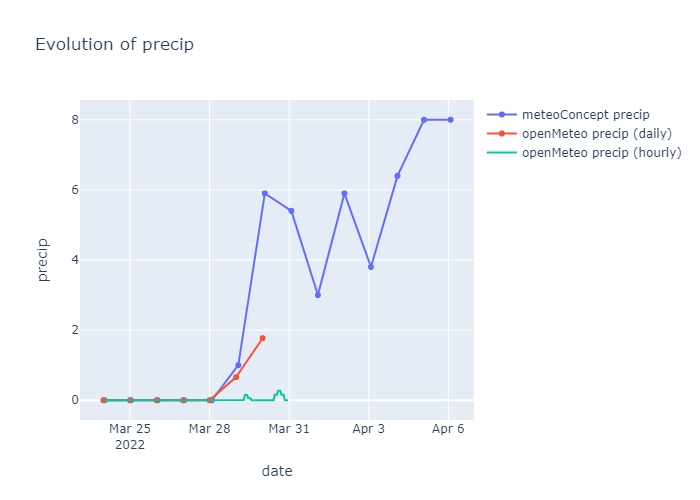 Evolution of precip
meteoConcept precip
openMeteo precip (daily)
openMeteo precip (hourly)
precip
8
6
4
2
0
Mar 25
2022
Mar 28
Mar 31
Apr 3
Apr 6
date